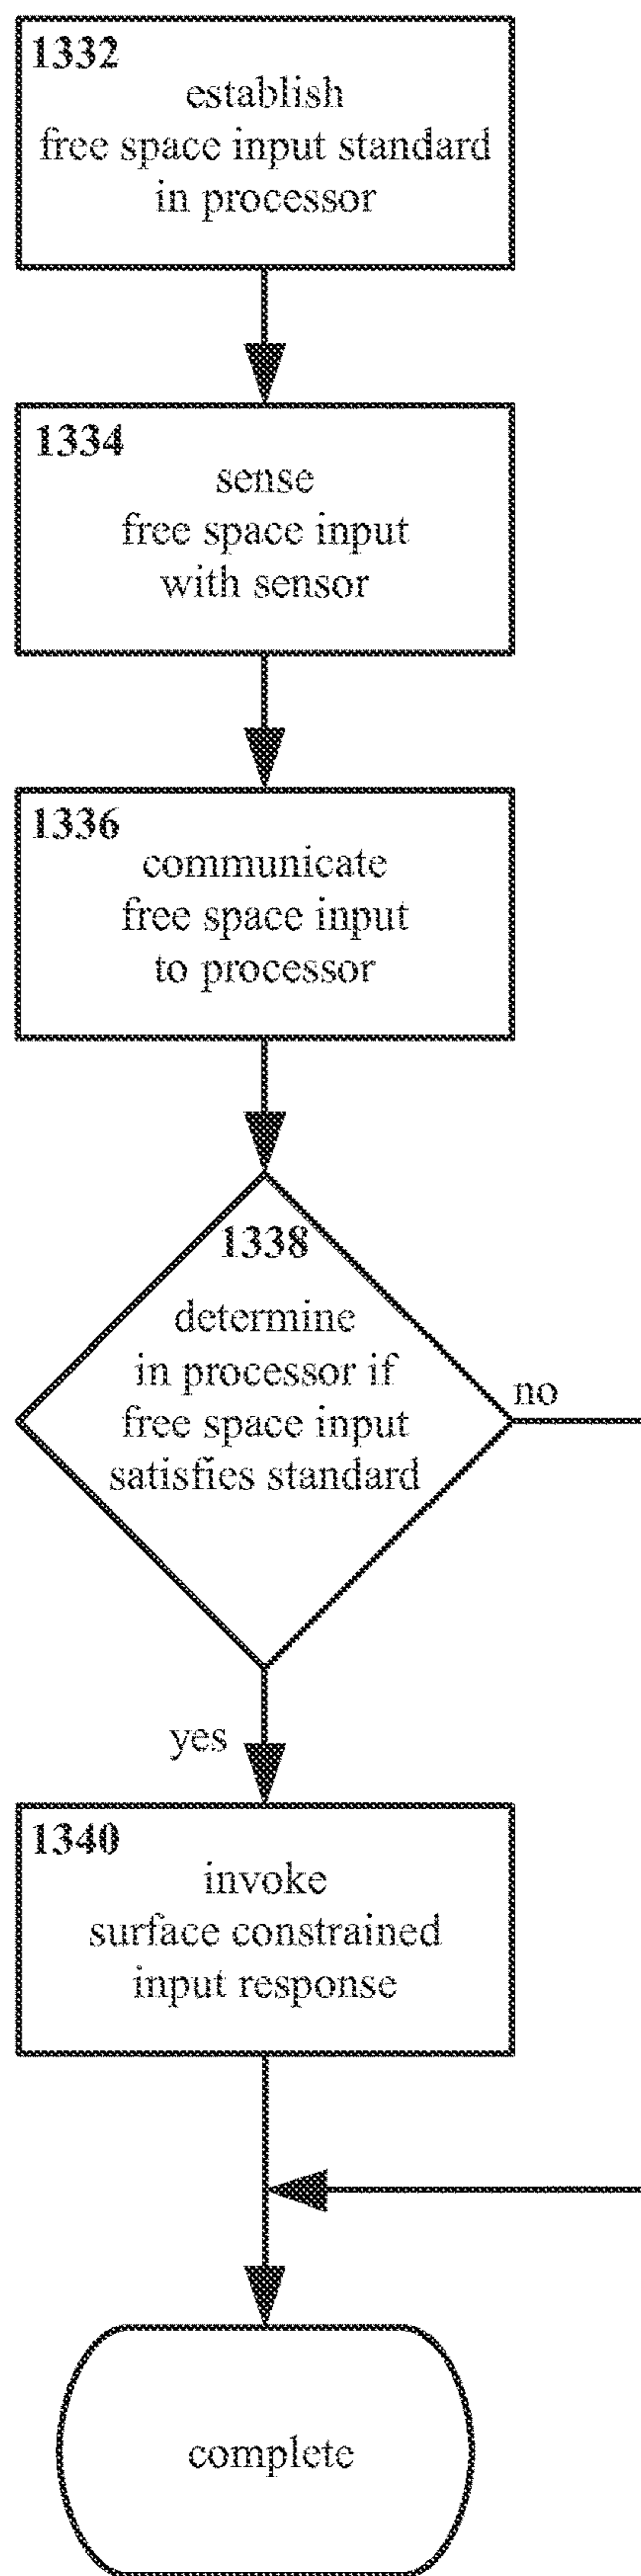 1332
establish
free space input standard
in processor
1334
sense
free space input
with sensor
1336
communicate
free space input
to processor
1338
determine
in processor if
free space input
satisfies standard
no
yes
1340
invoke
surface constrained
input response
complete